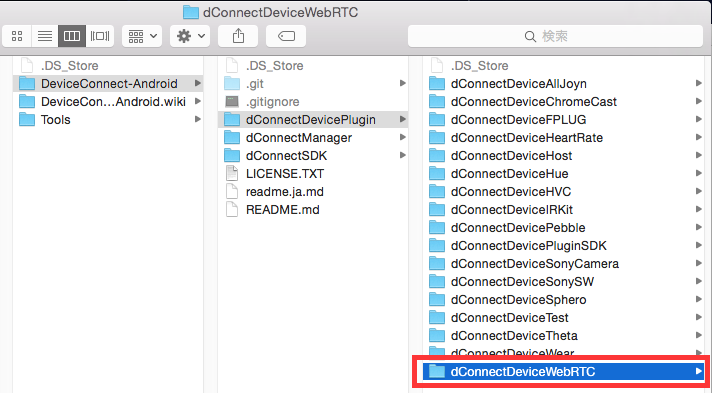 dConnectDeviceWebRTC
検索
.DS_Store
DeviceConnect-Android
DeviceCon...Android.wiki
Tools
.DS_Store
.git
.gitignore
dConnectDevicePlugin
dConnectManager
dConnectSDK
LICENSE.TXT
readme.ja.md
README.md
.DS_Store
dConnectDeviceAllJoyn
dConnectDeviceChromeCast
dConnectDeviceFPLUG
dConnectDeviceHeartRate
dConnectDeviceHost
dConnectDeviceHue
dConnectDeviceHVC
dConnectDeviceIRKit
dConnectDevicePebble
dConnectDevicePluginSDK
dConnectDeviceSonyCamera
dConnectDeviceSonySW
dConnectDeviceSphero
dConnectDeviceTest
dConnectDeviceTheta
dConnectDeviceWear
dConnectDeviceWebRTC